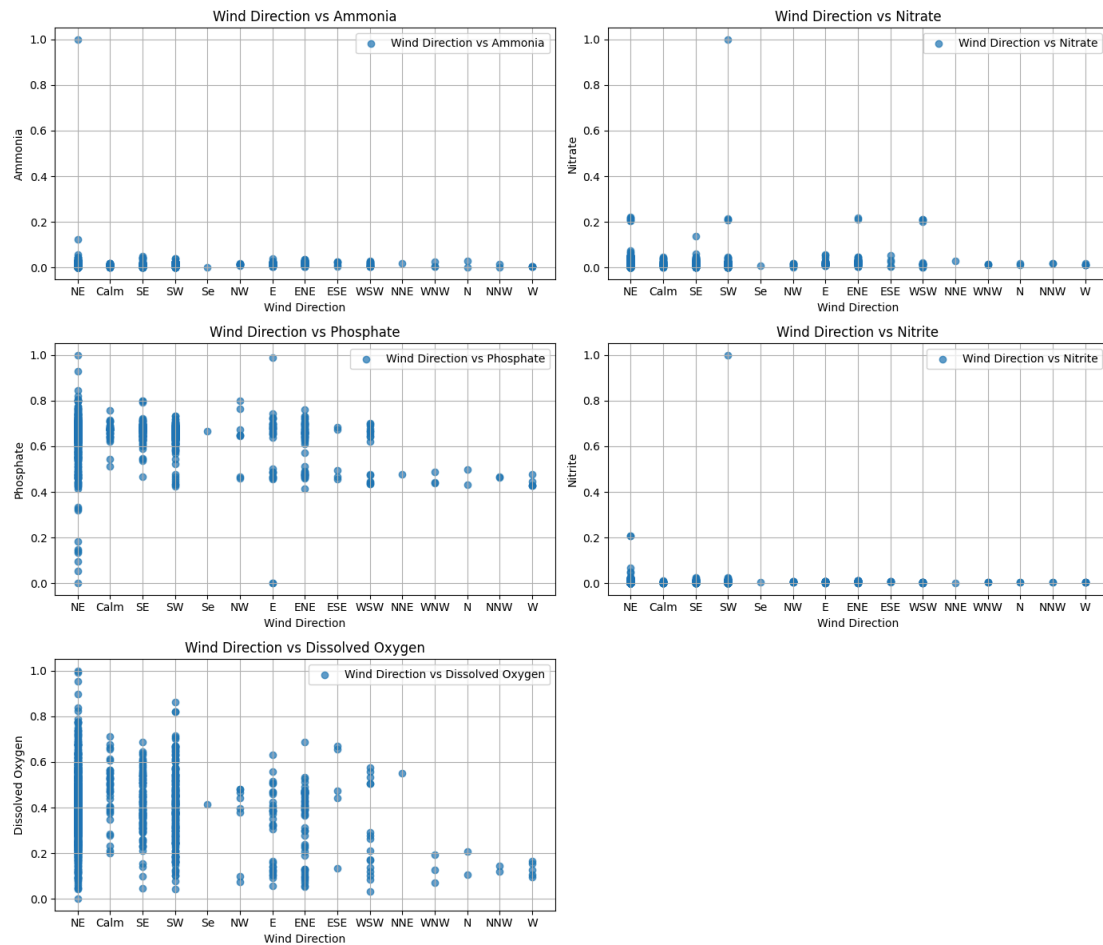 Wind Direction vs Ammonia
Wind Direction vs Ammonia
Ammonia
1.0
0.8
0.6
0.4
0.2
0.0
NE Calm SE SW Se NW E ENE ESE WSW NNE WNW N NNW W
Wind Direction
Wind Direction vs Nitrate
Wind Direction vs Nitrate
Nitrate
1.0
0.8
0.6
0.4
0.2
0.0
NE Calm SE SW Se NW E ENE ESE WSW NNE WNW N NNW W
Wind Direction
Wind Direction vs Phosphate
Wind Direction vs Phosphate
Phosphate
1.0
0.8
0.6
0.4
0.2
0.0
NE Calm SE SW Se NW E ENE ESE WSW NNE WNW N NNW W
Wind Direction
Wind Direction vs Nitrite
Wind Direction vs Nitrite
Nitrite
1.0
0.8
0.6
0.4
0.2
0.0
NE Calm SE SW Se NW E ENE ESE WSW NNE WNW N NNW W
Wind Direction
Wind Direction vs Dissolved Oxygen
Wind Direction vs Dissolved Oxygen
Dissolved Oxygen
1.0
0.8
0.6
0.4
0.2
0.0
NE Calm SE SW Se NW E ENE ESE WSW NNE WNW N NNW W
Wind Direction